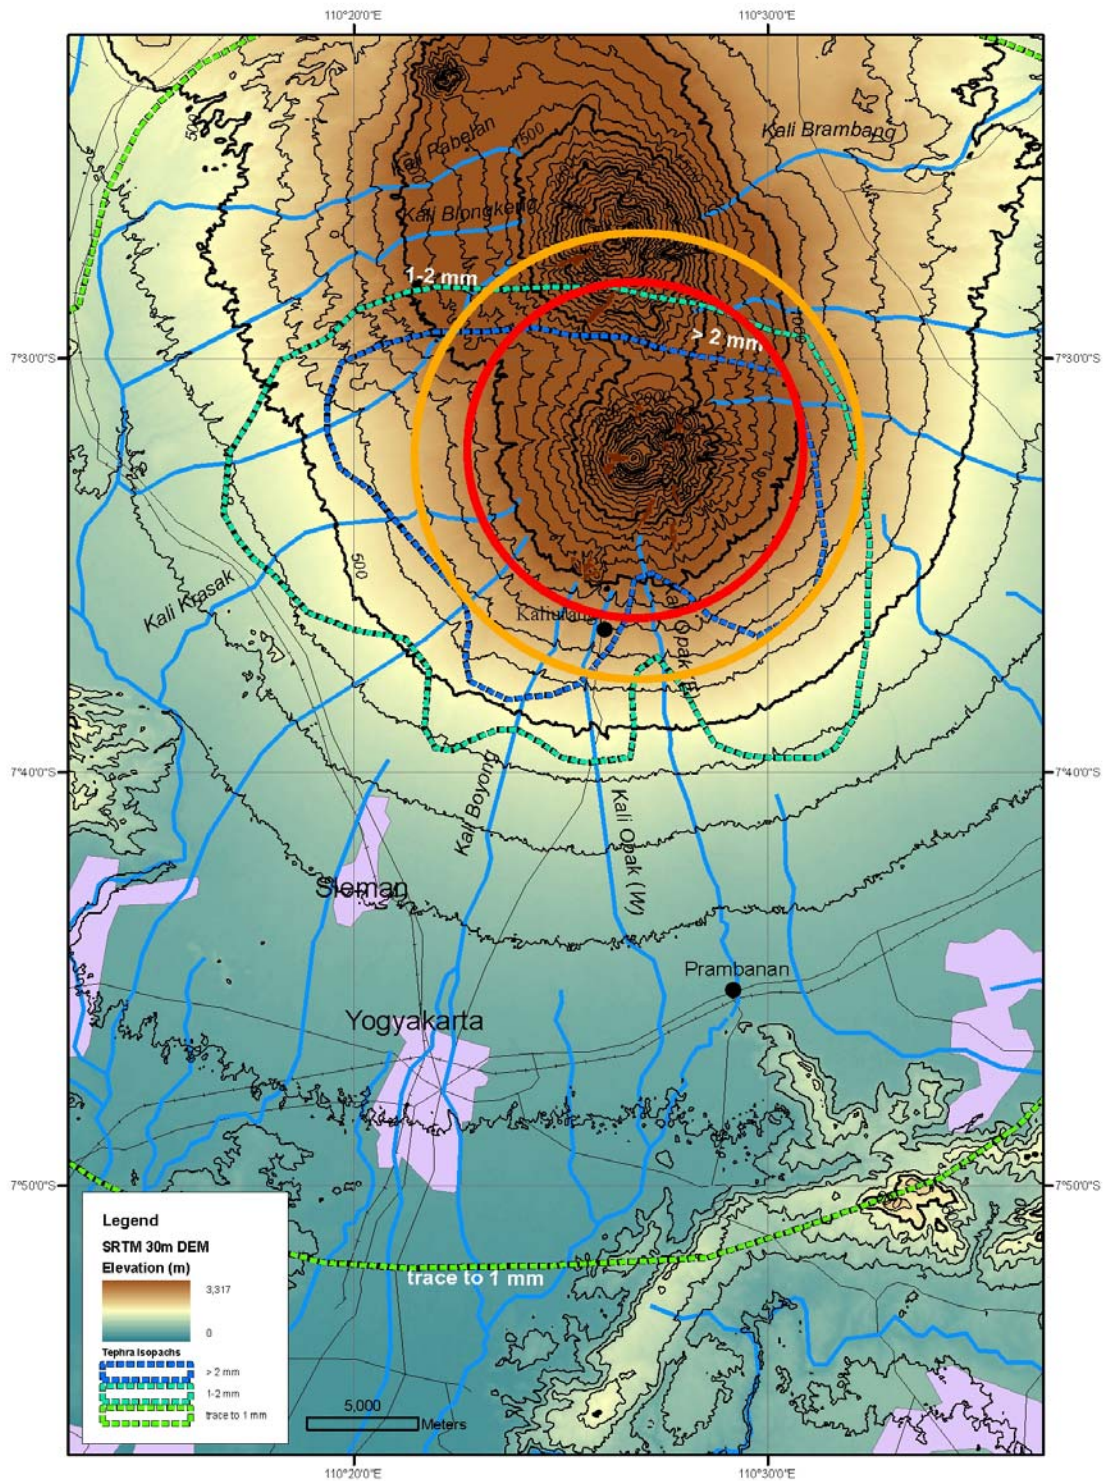 110°20'0"E
110°30'0"E
Kali Brambang
Kali Pabelan
1500
500
Kali Blongkeng
1-2 mm
> 2 mm
7°30'0"S
7°30'0"S
500
Kali Krasak
Kaliurang
Kali Opak
7°40'0"S
7°40'0"S
Kali Boyong
Kali Opak (W)
Sleman
Prambanan
Yogyakarta
7°50'0"S
7°50'0"S
trace to 1 mm
Legend
SRTM 30m DEM
Elevation (m)
3,317
0
Tephra Isopachs
> 2 mm
1-2 mm
trace to 1 mm
5,000
Meters
110°20'0"E
110°30'0"E